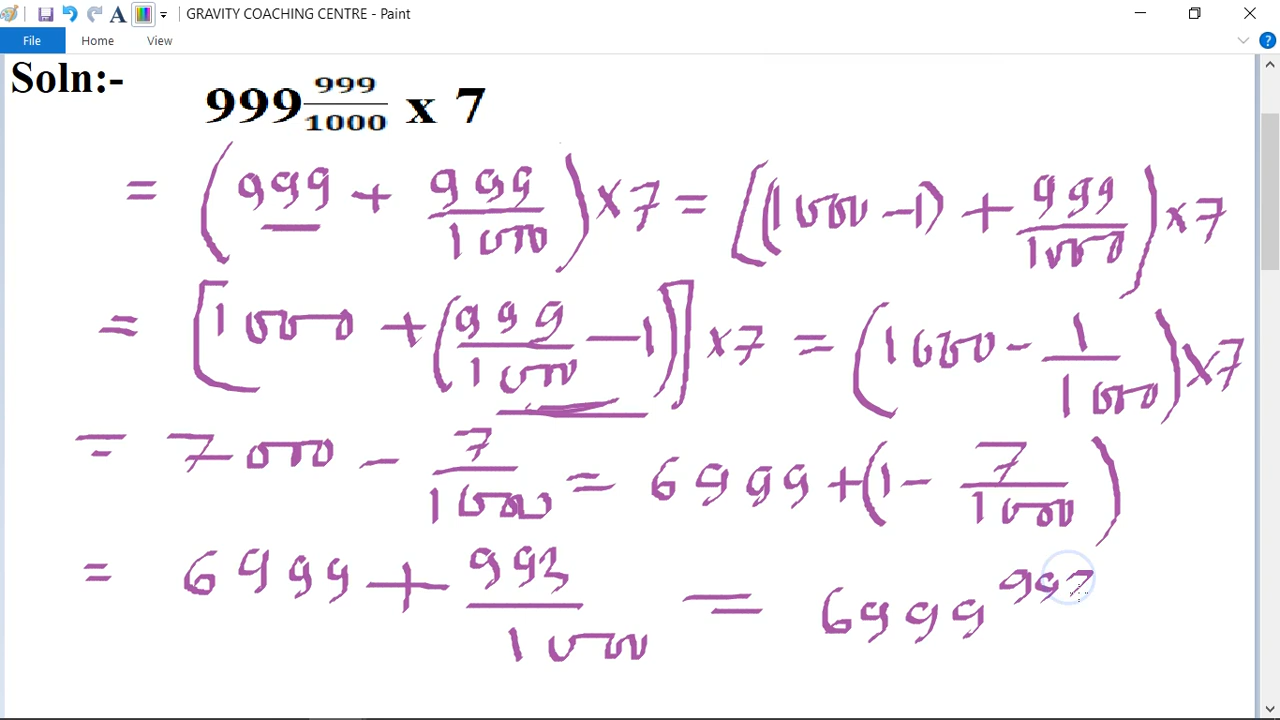 GRAVITY COACHING CENTRE - Paint
File Home View
Soln:-
999 999/1000 x 7
= (999 + 999/1000) × 7 = [(1000 - 1) + 999/1000) × 7
= [1000 + (999/1000 - 1)] × 7 = (1000 - 1/1000) × 7
= 7000 - 7/1000 = 6999 + (1 - 7/1000)
= 6999 + 993/1000 = 6999 993